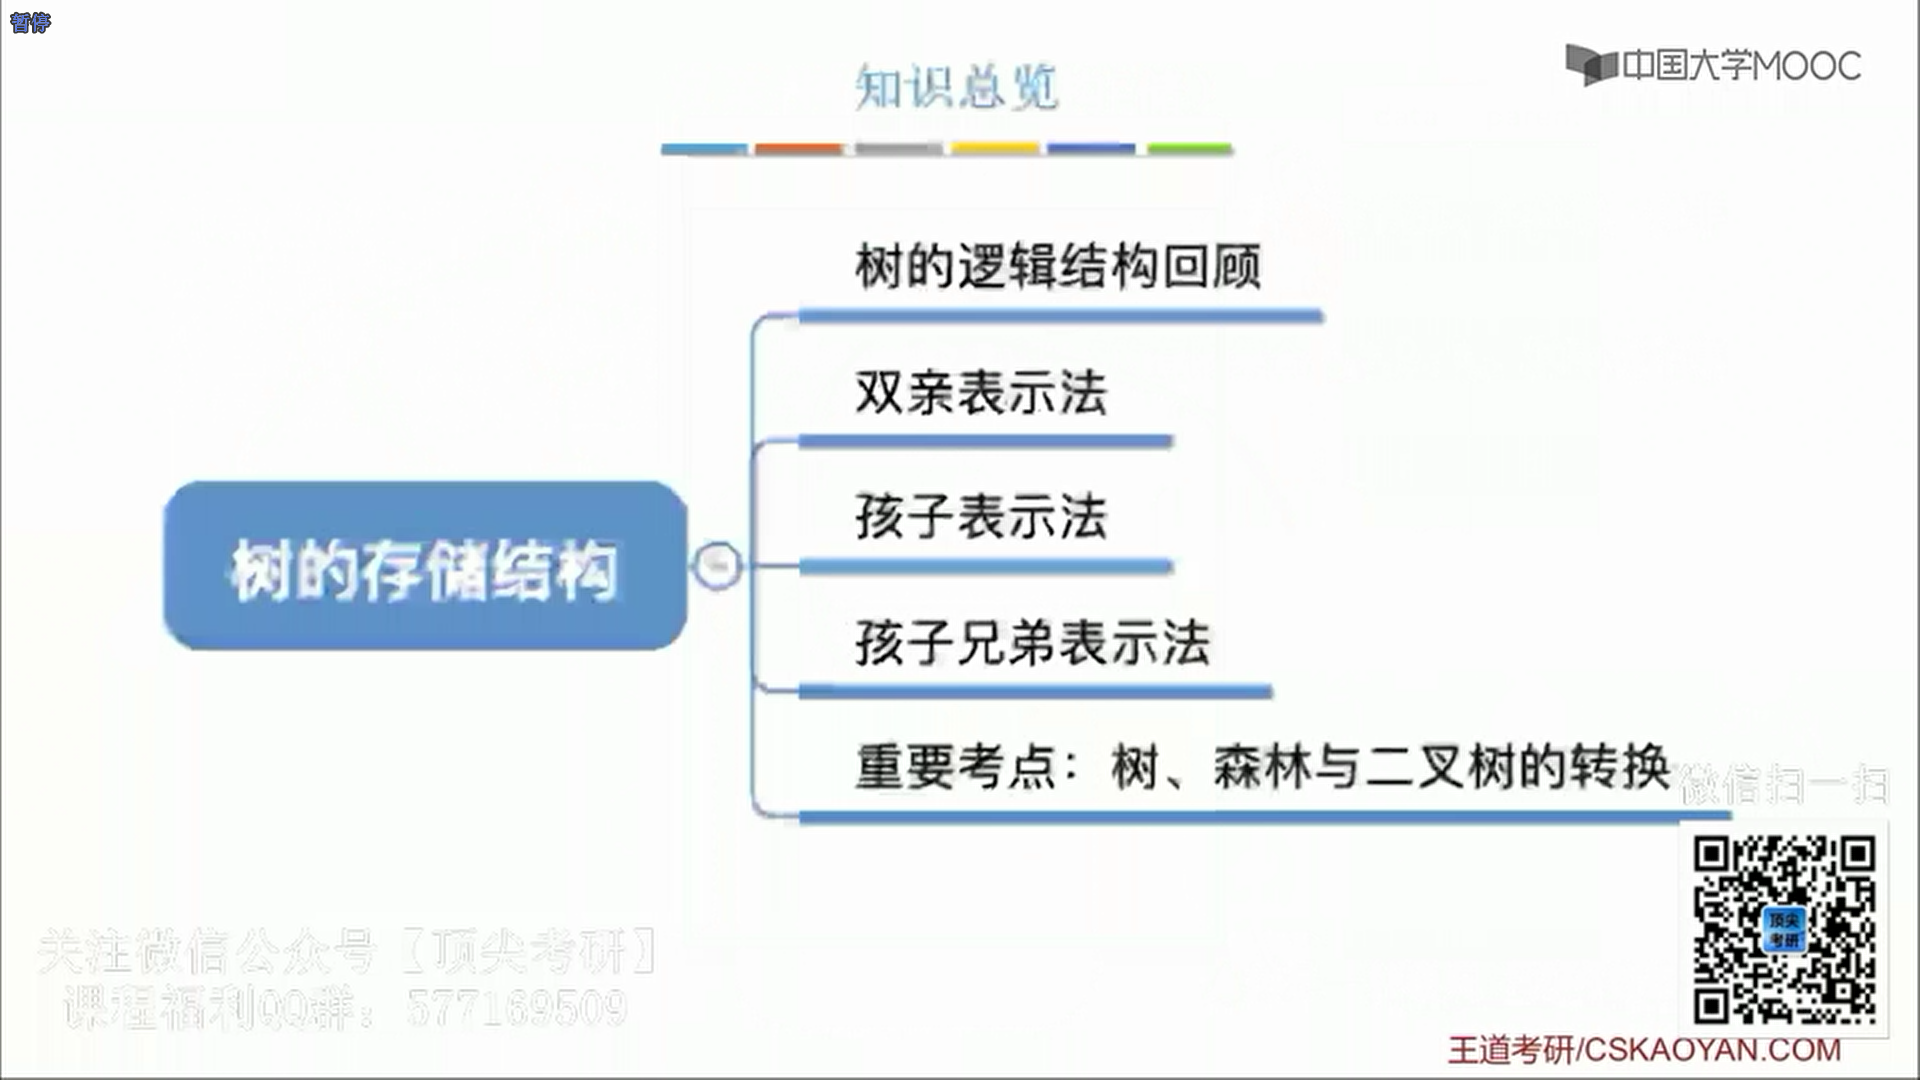 暂停
中国大学MOOC
知识总览
树的逻辑结构回顾
双亲表示法
孩子表示法
树的存储结构
孩子兄弟表示法
重要考点：树、森林与二叉树的转换
微信扫一扫
顶尖
考研
关注微信公众号【顶尖考研】
课程福利QQ群：577169509
王道考研/CSKAOYAN.COM